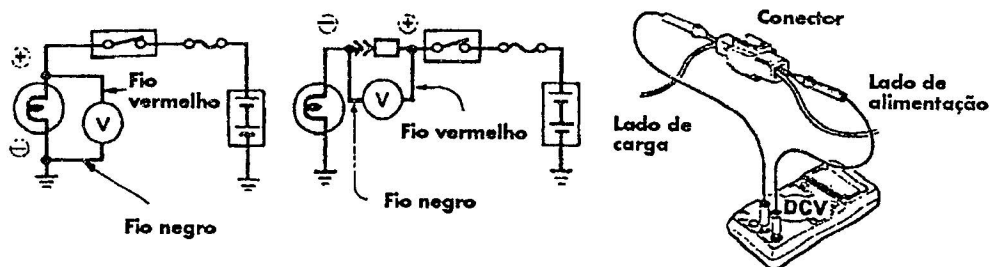 ⊕
Fio
vermelho
V
⊖
Fio negro
⊖
⊕
V
Fio vermelho
Fio negro
Conector
Lado de
alimentação
Lado de
carga
DCV